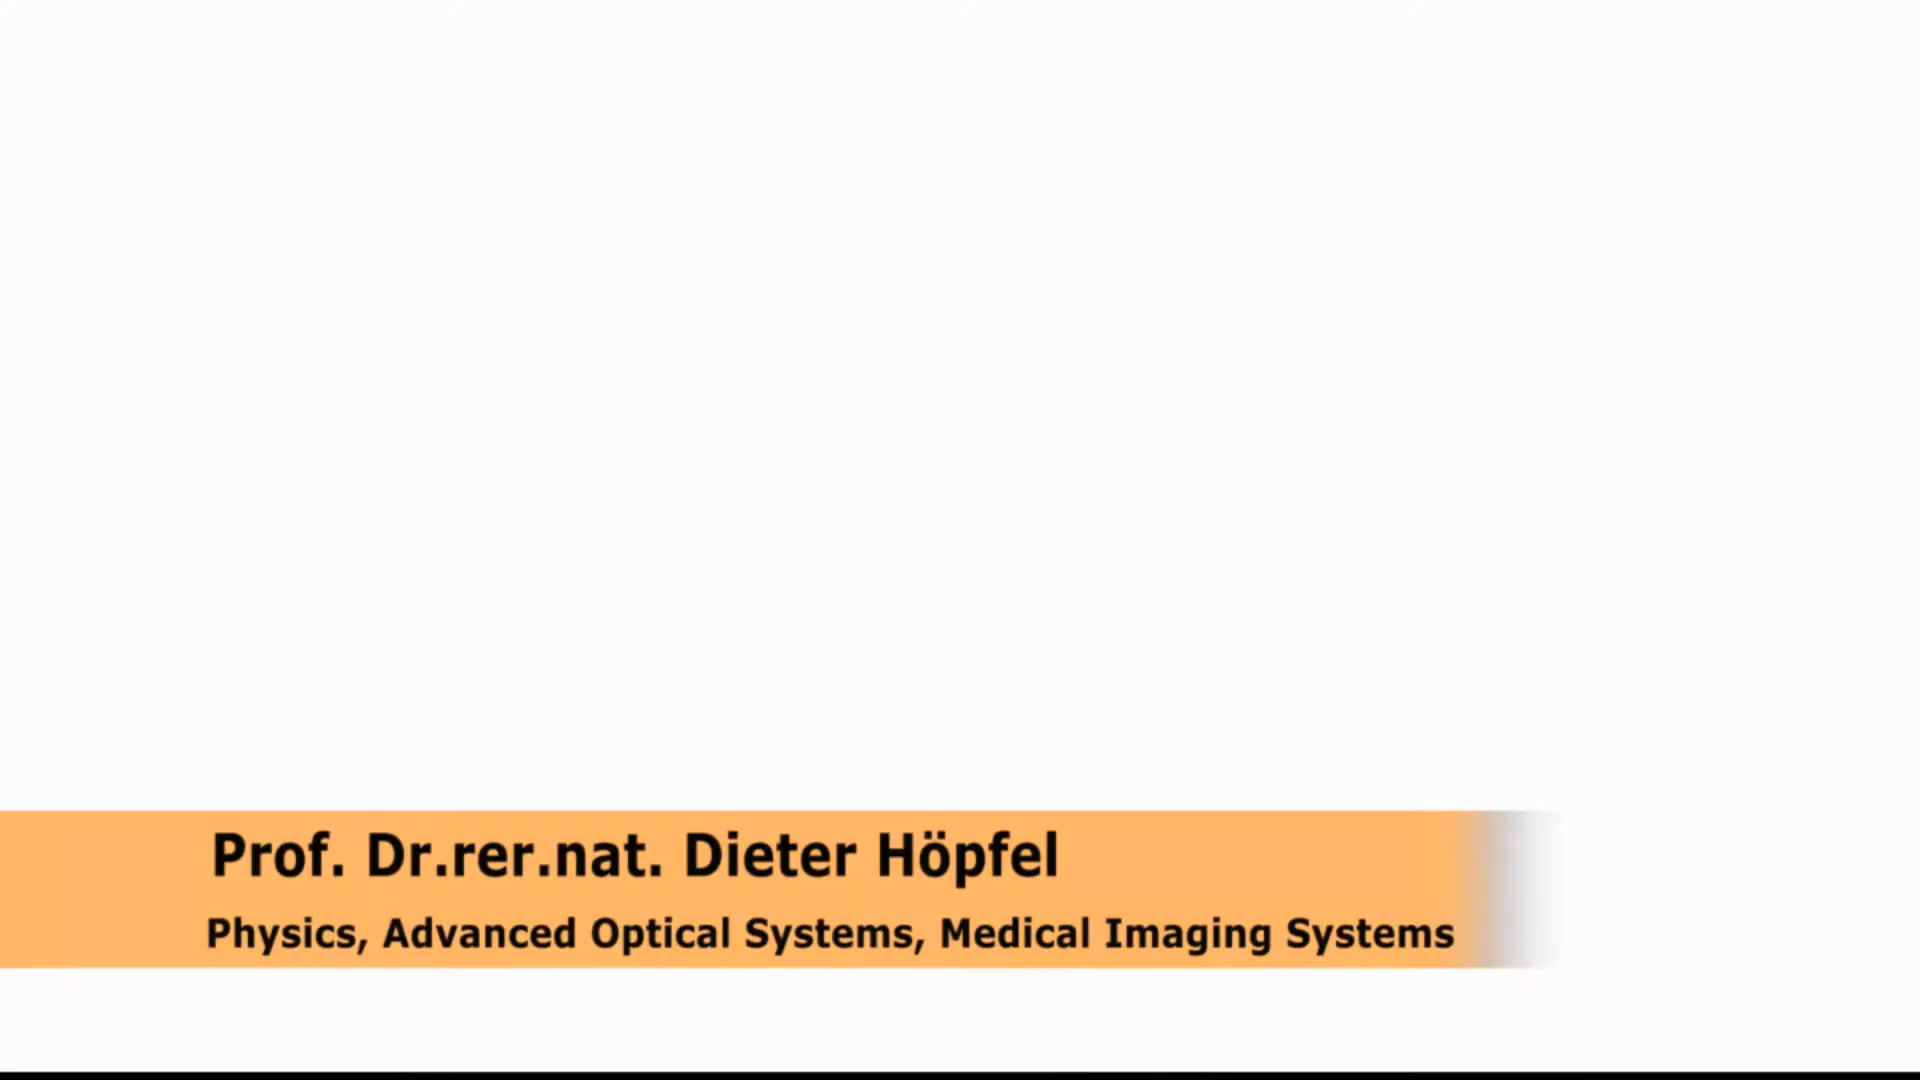 Prof. Dr.rer.nat. Dieter Höpfel
Physics, Advanced Optical Systems, Medical Imaging Systems